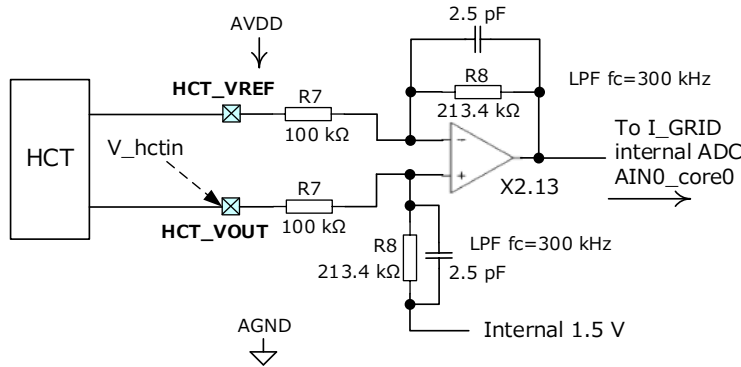 2.5 pF
AVDD
R8
LPF fc=300 kHz
HCT_VREF
R7
213.4 kΩ
100 kΩ
HCT
V_hctin
−
+
X2.13
To I_GRID
internal ADC
AIN0_core0
R7
HCT_VOUT
100 kΩ
R8
213.4 kΩ
LPF fc=300 kHz
2.5 pF
AGND
Internal 1.5 V